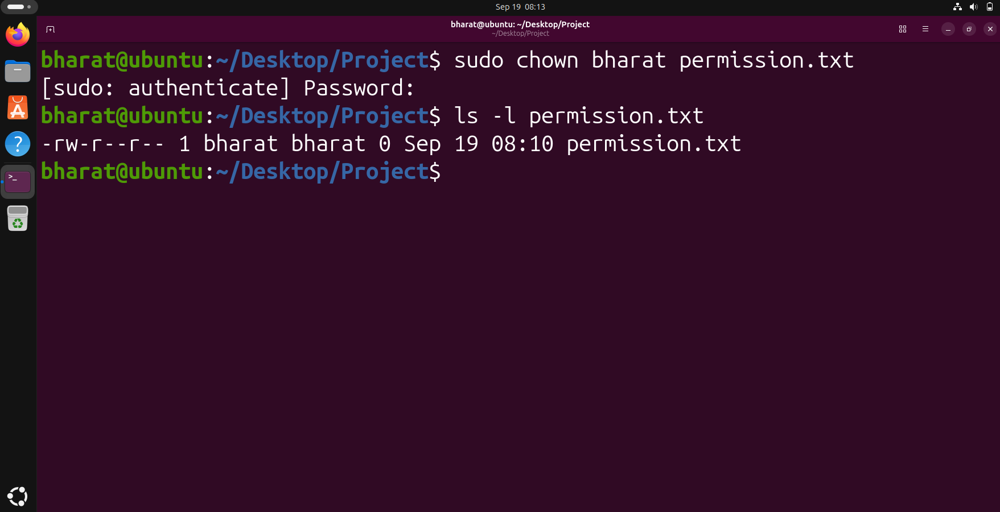 Sep 19 08:13
bharat@ubuntu: ~/Desktop/Project
~/Desktop/Project
bharat@ubuntu:~/Desktop/Project$ sudo chown bharat permission.txt
[sudo: authenticate] Password:
bharat@ubuntu:~/Desktop/Project$ ls -l permission.txt
-rw-r--r-- 1 bharat bharat 0 Sep 19 08:10 permission.txt
bharat@ubuntu:~/Desktop/Project$